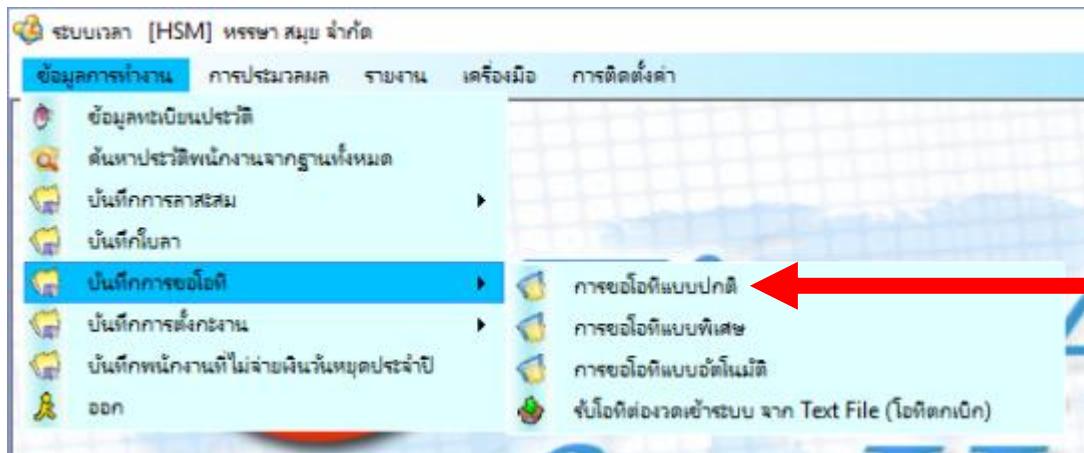 ระบบเวลา [HSM] หรรษา สมุย จำกัด
ข้อมูลการทำงาน การประมวลผล รายงาน เครื่องมือ การติดตั้งค่า
ข้อมูลทะเบียนประวัติ
ค้นหาประวัติพนักงานจากฐานทั้งหมด
บันทึกการลาสะสม
บันทึกใบลา
บันทึกการขอโอที
การขอโอทีแบบปกติ
บันทึกการตั้งกะงาน
การขอโอทีแบบพิเศษ
บันทึกพนักงานที่ไม่จ่ายเงินวันหยุดประจำปี
การขอโอทีแบบอัตโนมัติ
ออก
รับโอทีต่องวดเข้าระบบ จาก Text File (โอทีตกเบิก)